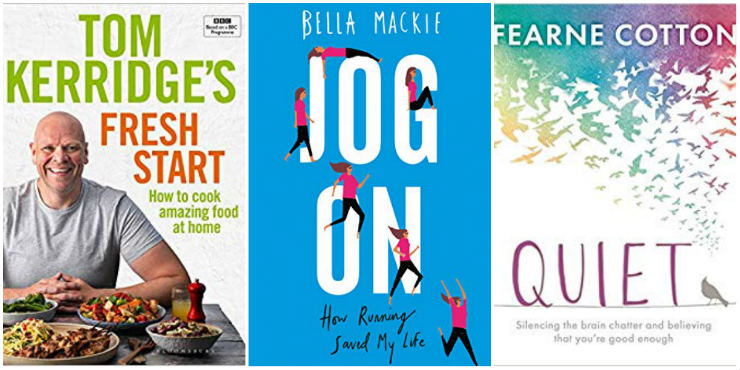 TOM
KERRIDGE'S
BBC
Based on a BBC
Programme
FRESH
START
How to cook
amazing food
at home
BLOOMSBURY
BELLA MACKIE
JOG
ON
How Running
Saved My Life
FEARNE COTTON
QUIET
Silencing the brain chatter and believing
that you're good enough